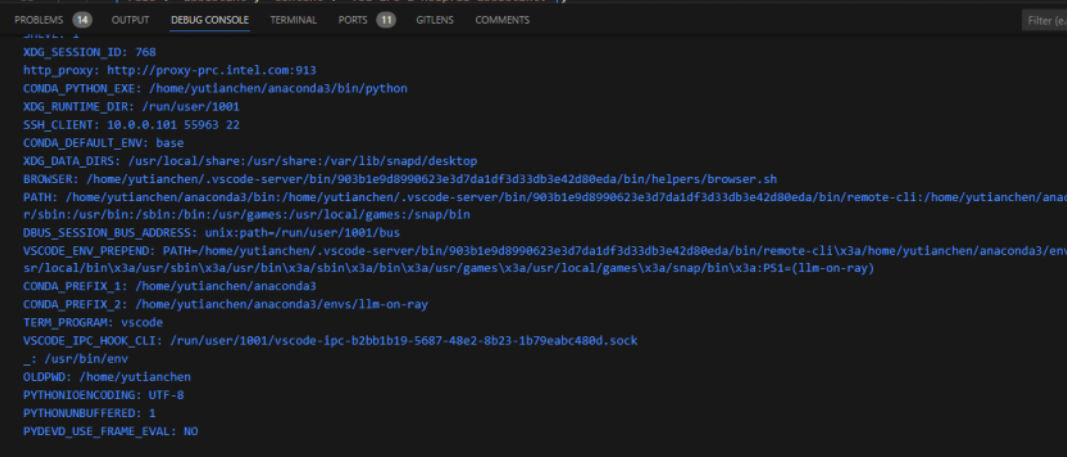 PROBLEMS 14 OUTPUT DEBUG CONSOLE TERMINAL PORTS 11 GITLENS COMMENTS Filter (e.
XDG_SESSION_ID: 768
http_proxy: http://proxy-prc.intel.com:913
CONDA_PYTHON_EXE: /home/yutianchen/anaconda3/bin/python
XDG_RUNTIME_DIR: /run/user/1001
SSH_CLIENT: 10.0.0.101 55963 22
CONDA_DEFAULT_ENV: base
XDG_DATA_DIRS: /usr/local/share:/usr/share:/var/lib/snapd/desktop
BROWSER: /home/yutianchen/.vscode-server/bin/903b1e9d8990623e3d7da1df3d33db3e42d80eda/bin/helpers/browser.sh
PATH: /home/yutianchen/anaconda3/bin:/home/yutianchen/.vscode-server/bin/903b1e9d8990623e3d7da1df3d33db3e42d80eda/bin/remote-cli:/home/yutianchen/anac
r/sbin:/usr/bin:/sbin:/bin:/usr/games:/usr/local/games:/snap/bin
DBUS_SESSION_BUS_ADDRESS: unix:path=/run/user/1001/bus
VSCODE_ENV_PREPEND: PATH=/home/yutianchen/.vscode-server/bin/903b1e9d8990623e3d7da1df3d33db3e42d80eda/bin/remote-cli\x3a/home/yutianchen/anaconda3/env
sr/local/bin\x3a/usr/sbin\x3a/usr/bin\x3a/sbin\x3a/bin\x3a/usr/games\x3a/usr/local/games\x3a/snap/bin\x3a:PS1=(llm-on-ray)
CONDA_PREFIX_1: /home/yutianchen/anaconda3
CONDA_PREFIX_2: /home/yutianchen/anaconda3/envs/llm-on-ray
TERM_PROGRAM: vscode
VSCODE_IPC_HOOK_CLI: /run/user/1001/vscode-ipc-b2bb1b19-5687-48e2-8b23-1b79eabc480d.sock
_: /usr/bin/env
OLDPWD: /home/yutianchen
PYTHONIOENCODING: UTF-8
PYTHONUNBUFFERED: 1
PYDEVD_USE_FRAME_EVAL: NO